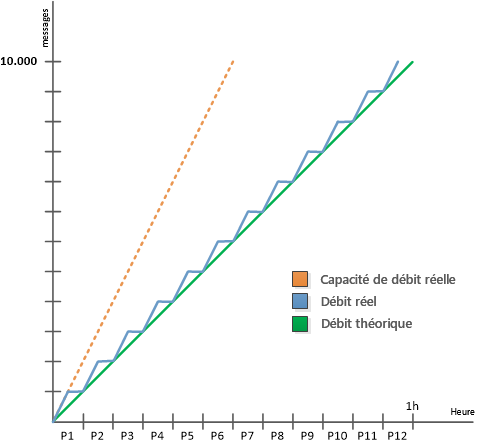 messages
10.000
Capacité de débit réelle
Débit réel
Débit théorique
1h
Heure
P1 P2 P3 P4 P5 P6 P7 P8 P9 P10 P11 P12